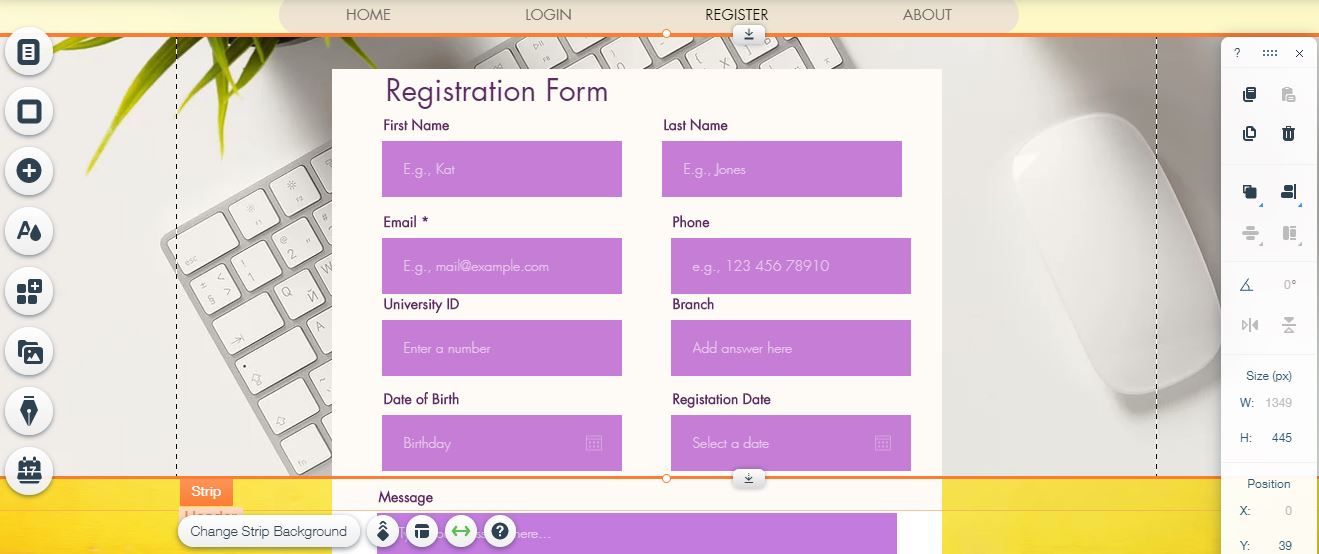 HOME LOGIN REGISTER ABOUT
?
Registration Form
First Name Last Name
E.g., Kat E.g., Jones
Email * Phone
E.g., mail@example.com e.g., 123 456 78910
University ID Branch
Enter a number Add answer here
Date of Birth Registation Date
Birthday Select a date
0°
Size (px)
W: 1349
H: 445
Position
X: 0
Y: 39
17
Strip
Message
Change Strip Background
?
here...
esc